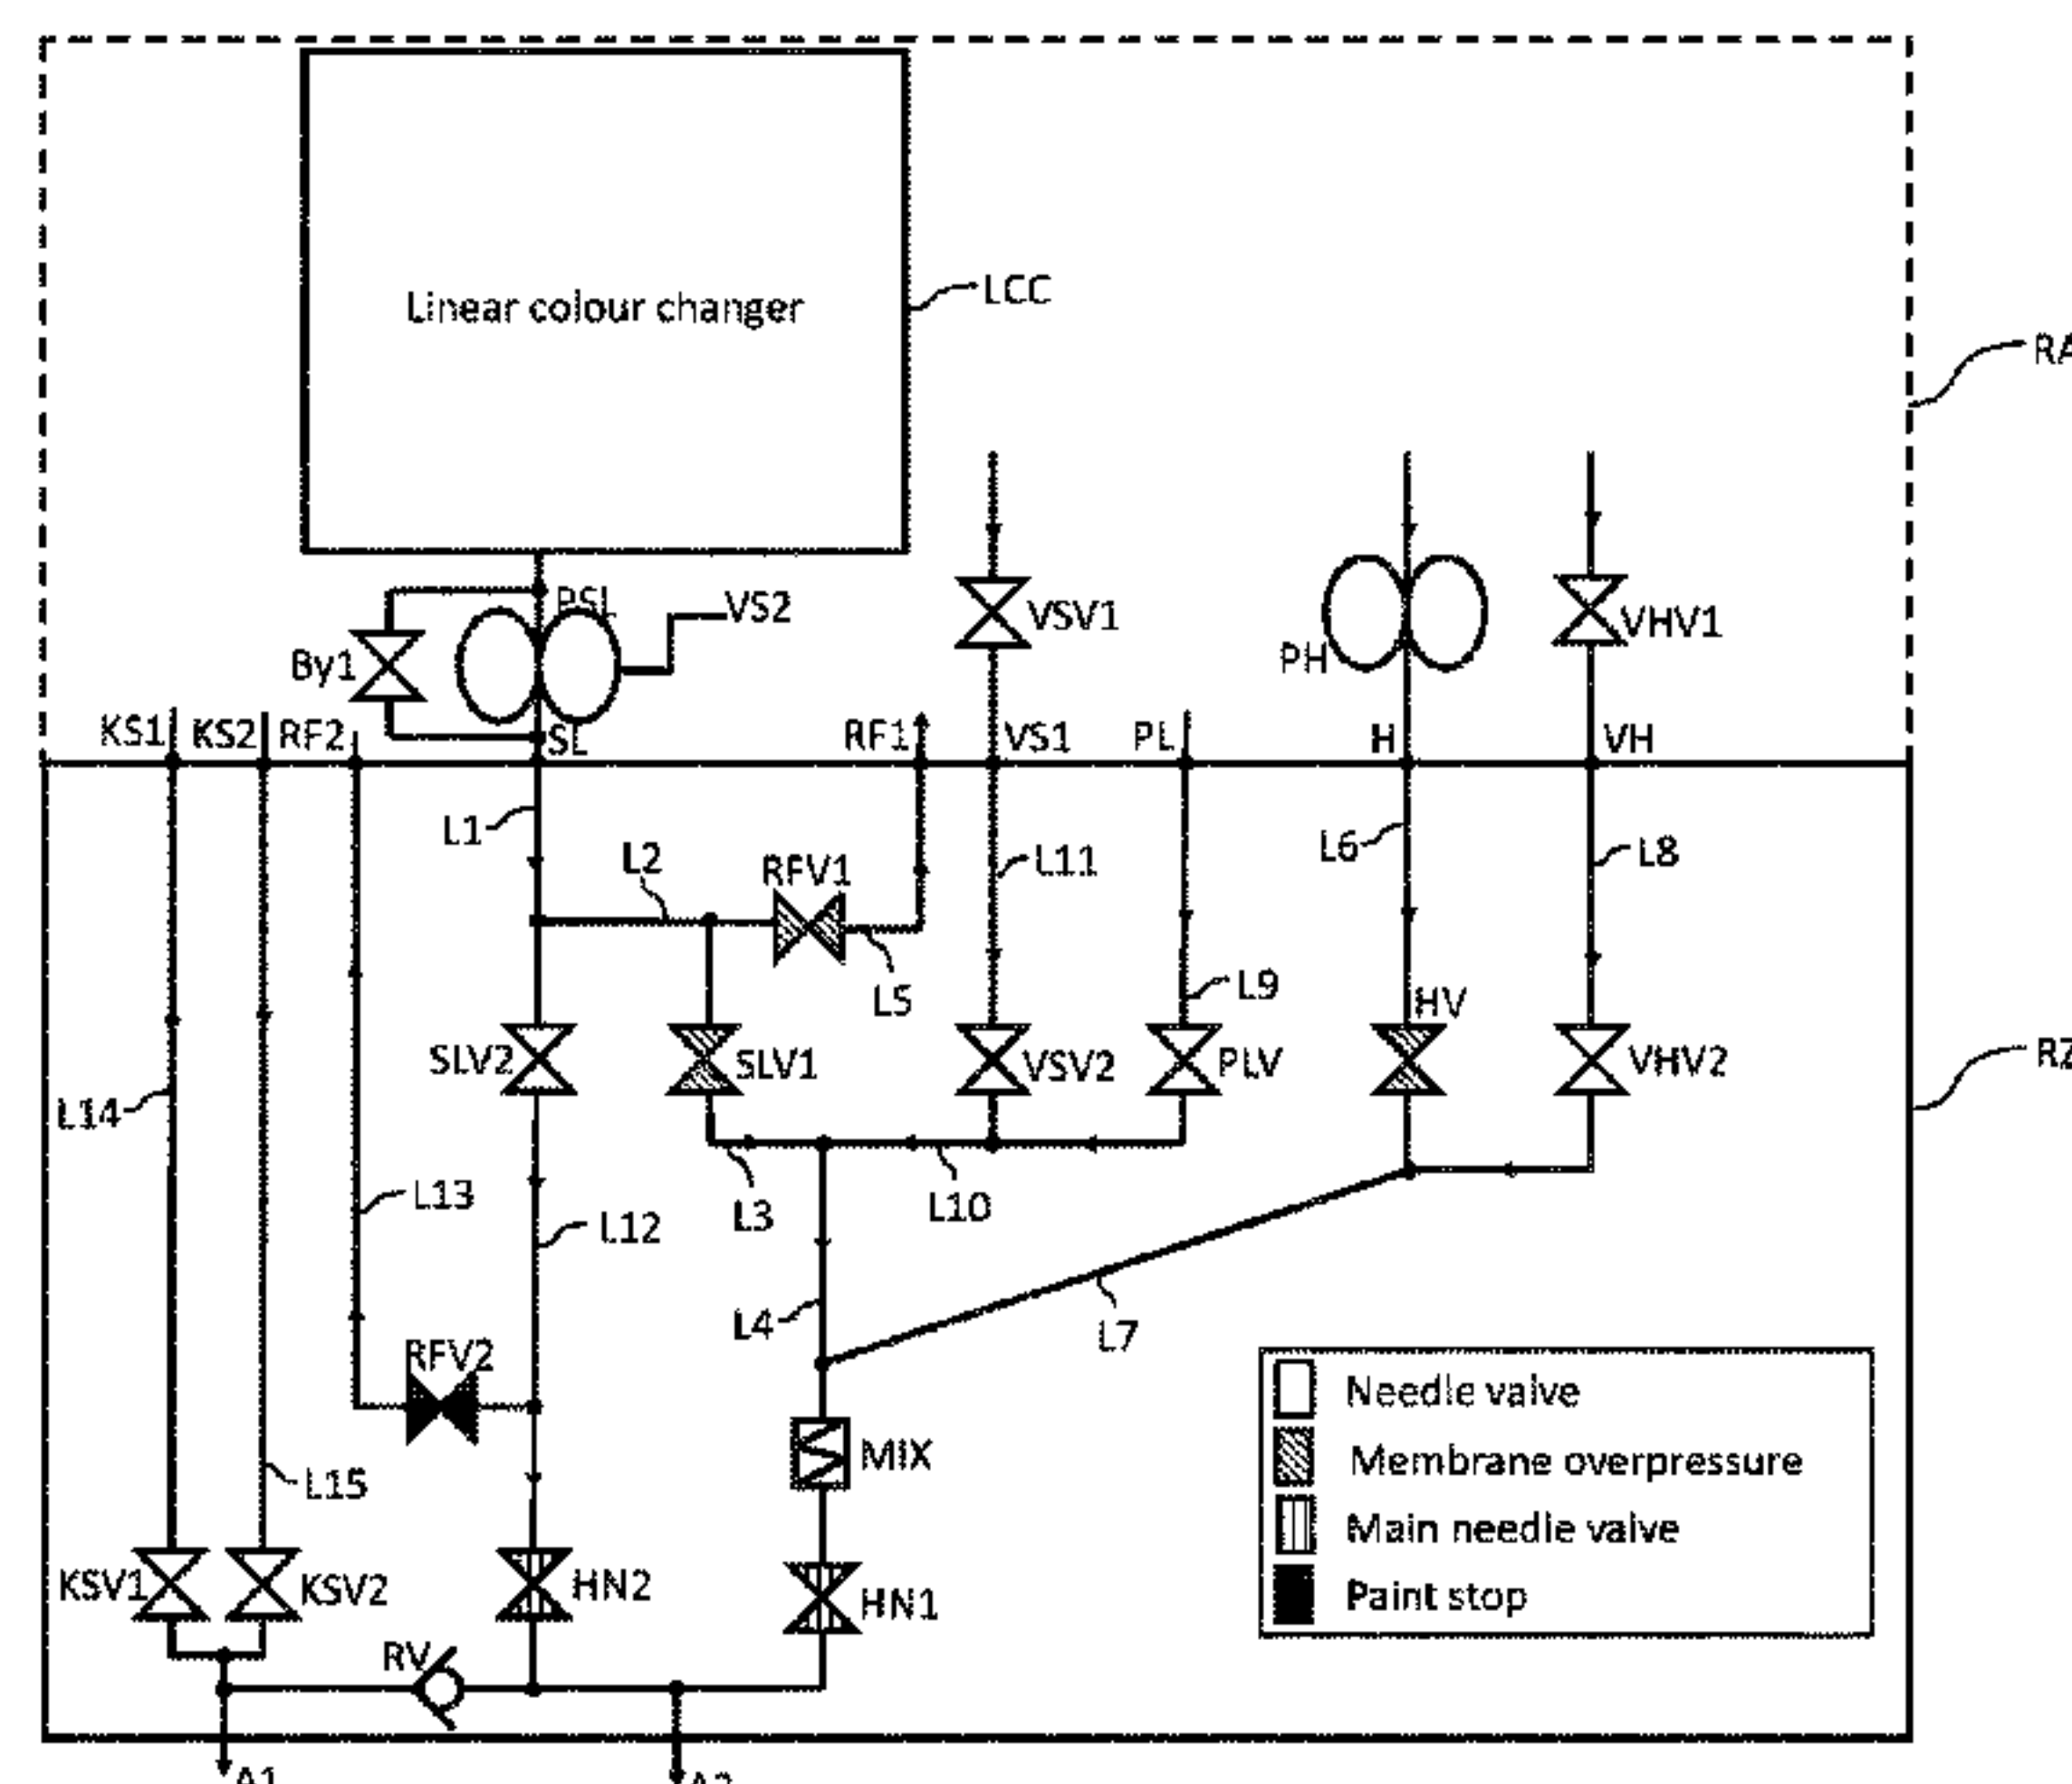 Linear colour changer
LCC
RA
PSL
VS2
VSV1
VHV1
By1
PH
KS1
KS2
RF2
SL
RF1
VS1
PL
H
VH
L1
L2
RFV1
L11
L6
L8
L5
L9
HV
SLV2
SLV1
VSV2
PLV
VHV2
RZ
L14
L13
L3
L10
L12
L4
L7
RFV2
Needle valve
MIX
Membrane overpressure
L15
Main needle valve
KSV1
KSV2
HN2
HN1
Paint stop
RV
A1
A2